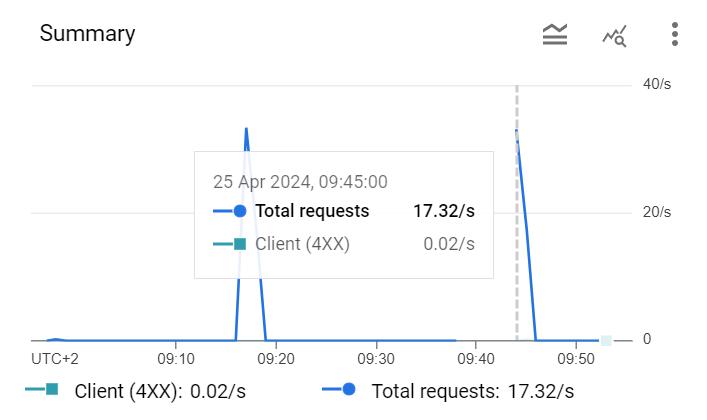 Summary
40/s
25 Apr 2024, 09:45:00
Total requests 17.32/s
20/s
Client (4XX) 0.02/s
0
UTC+2 09:10 09:20 09:30 09:40 09:50
Client (4XX): 0.02/s Total requests: 17.32/s